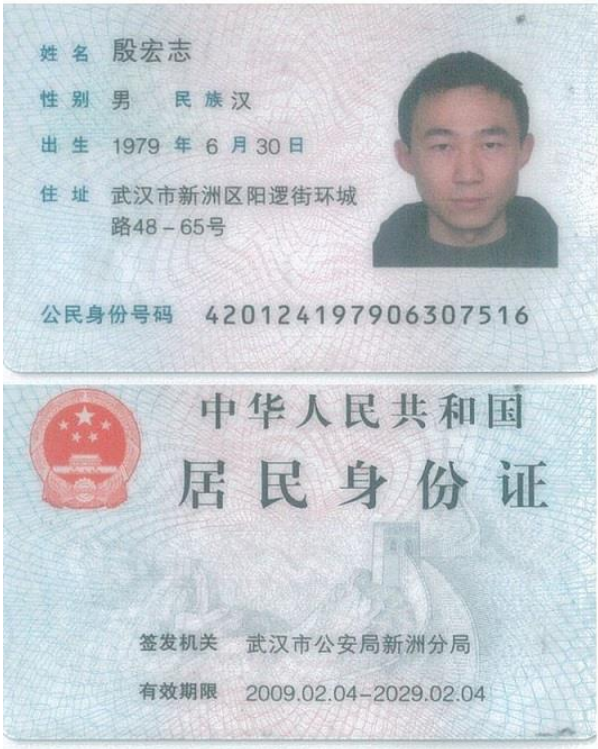 姓名 殷宏志
性别 男 民族 汉
出生 1979 年 6 月 30 日
住址 武汉市新洲区阳逻街环城
路48－65号
公民身份号码 420124197906307516
中华人民共和国
居民身份证
签发机关 武汉市公安局新洲分局
有效期限 2009.02.04-2029.02.04